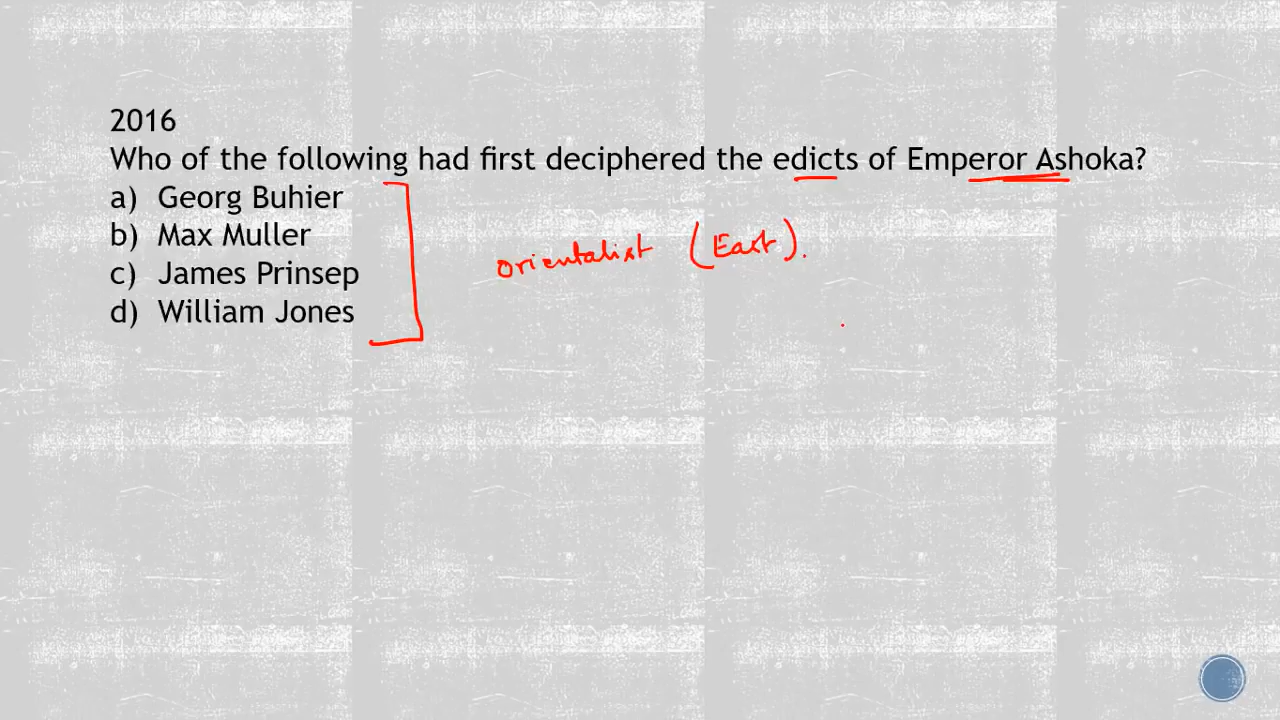 2016
Who of the following had first deciphered the edicts of Emperor Ashoka?
a) Georg Buhier
b) Max Muller
c) James Prinsep
d) William Jones
orientalist (East).